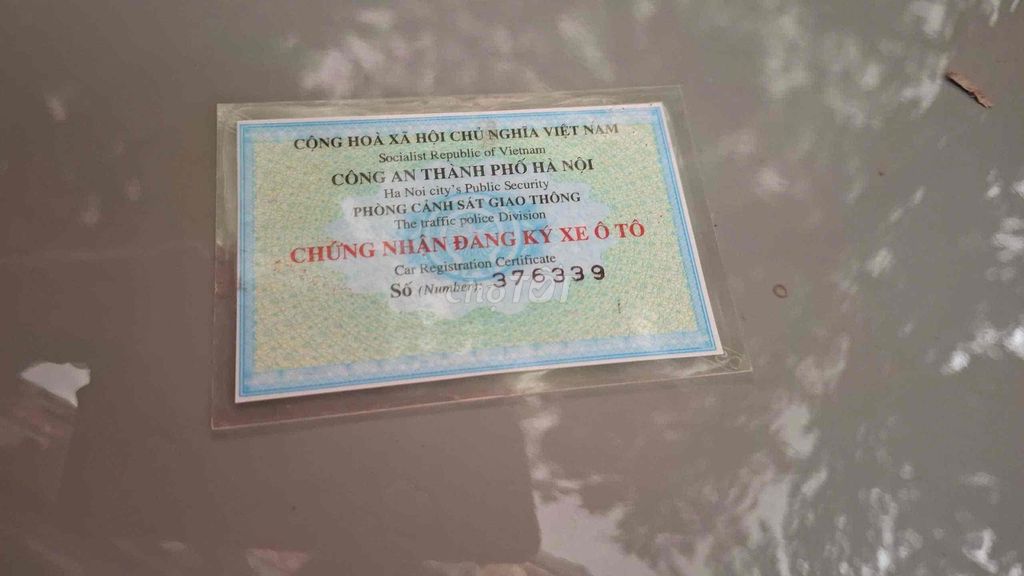 CỘNG HOÀ XÃ HỘI CHỦ NGHĨA VIỆT NAM
Socialist Republic of Vietnam
CÔNG AN THÀNH PHỐ HÀ NỘI
Ha Noi city's Public Security
PHÒNG CẢNH SÁT GIAO THÔNG
The traffic police Division
CHỨNG NHẬN ĐĂNG KÝ XE Ô TÔ
Car Registration Certificate
Số (Number): 376339
chợTỐT